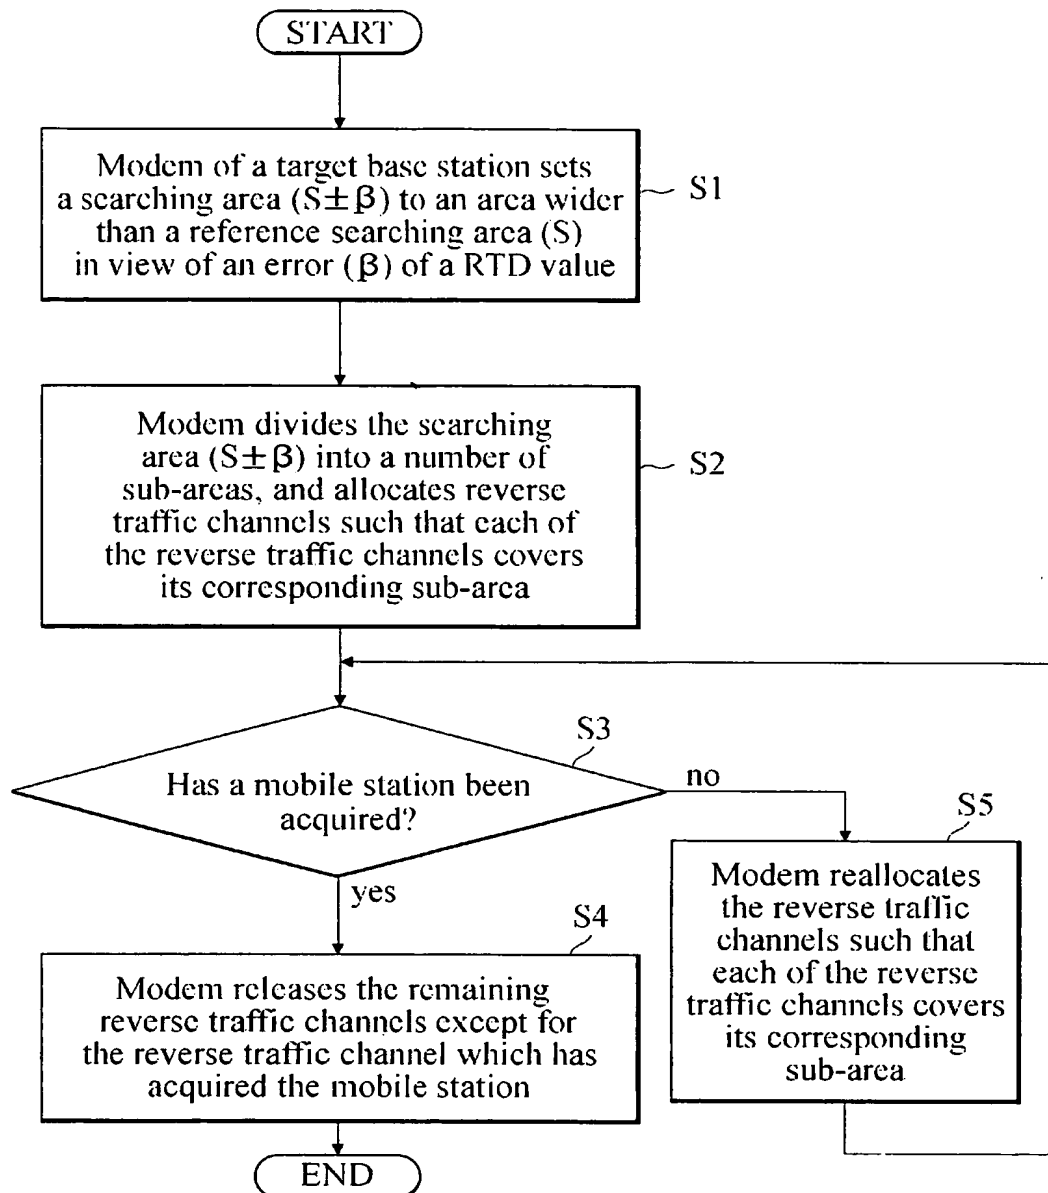 START
Modem of a target base station sets
a searching area (S±β) to an area wider
than a reference searching area (S)
in view of an error (β) of a RTD value
S1
Modem divides the searching
area (S±β) into a number of
sub-areas, and allocates reverse
traffic channels such that each of
the reverse traffic channels covers
its corresponding sub-area
S2
S3
Has a mobile station been
acquired?
no
yes
S5
Modem reallocates
the reverse traffic
channels such that
each of the reverse
traffic channels covers
its corresponding
sub-area
S4
Modem releases the remaining
reverse traffic channels except for
the reverse traffic channel which has
acquired the mobile station
END